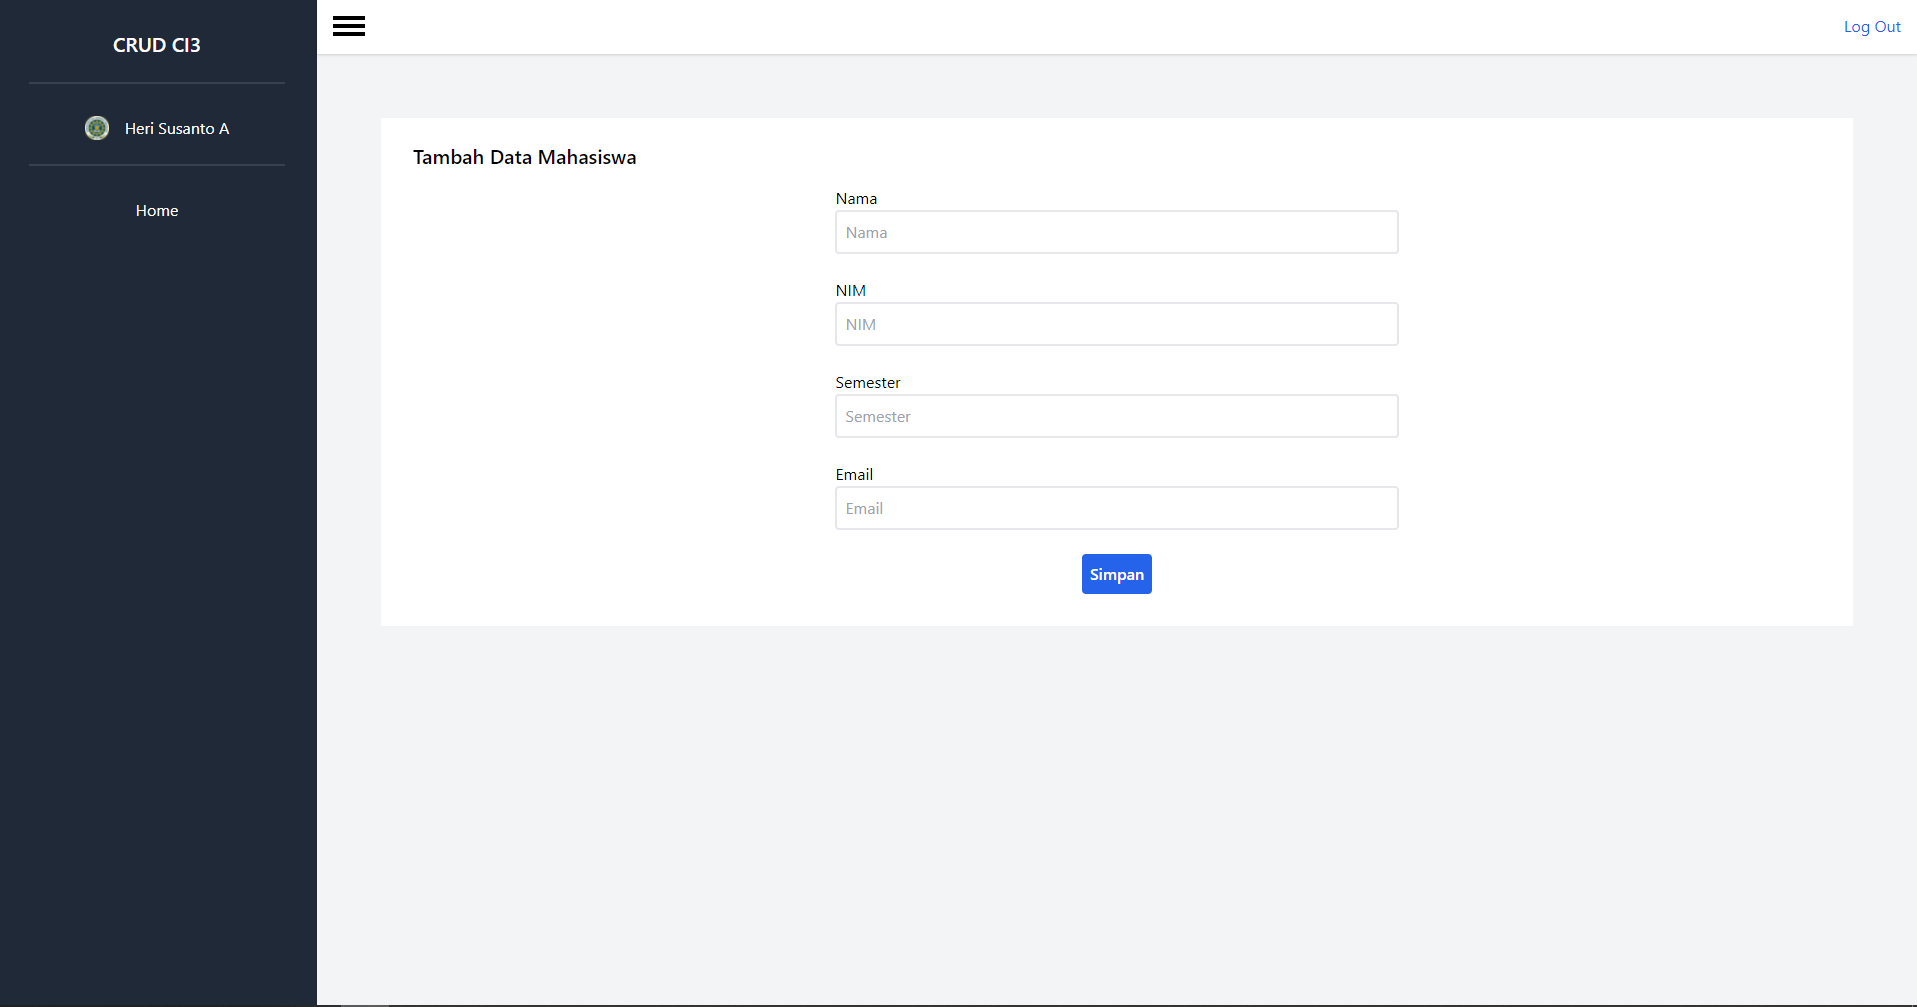 CRUD CI3
Heri Susanto A
Home
Log Out
Tambah Data Mahasiswa
Nama
Nama
NIM
NIM
Semester
Semester
Email
Email
Simpan